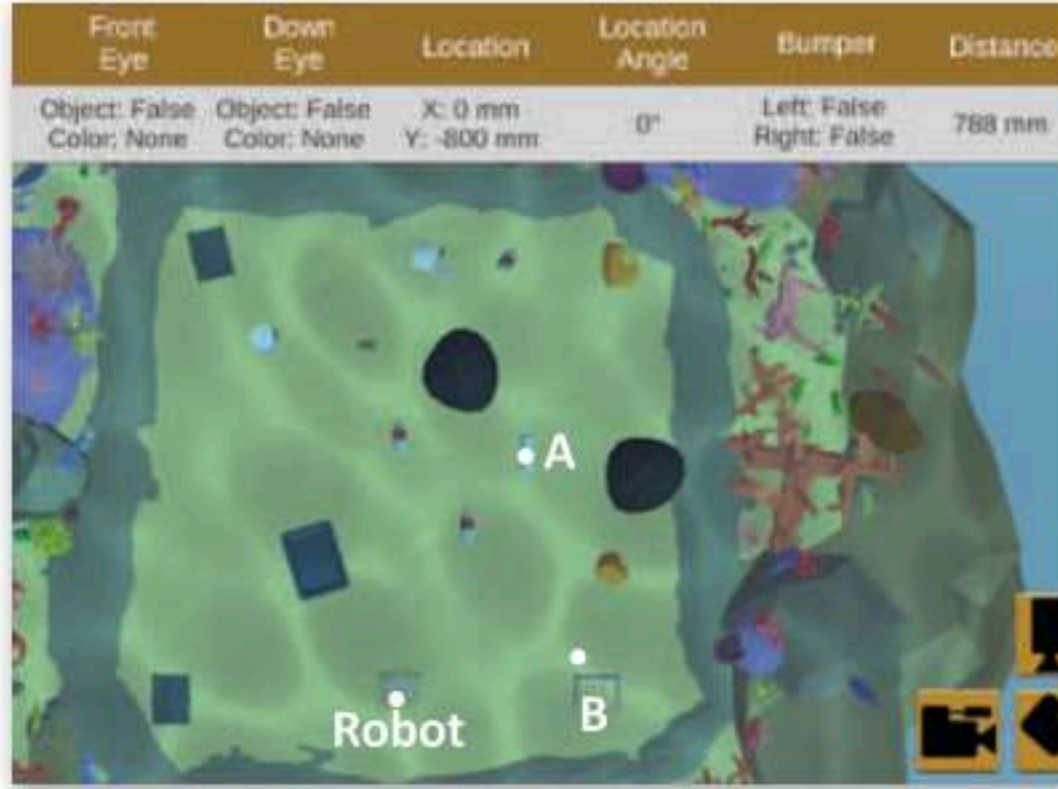 Front Eye
Down Eye
Location
Location Angle
Bumper
Distance
Object: False
Color: None
Object: False
Color: None
X: 0 mm
Y: -800 mm
0°
Left: False
Right: False
788 mm
A
B
Robot